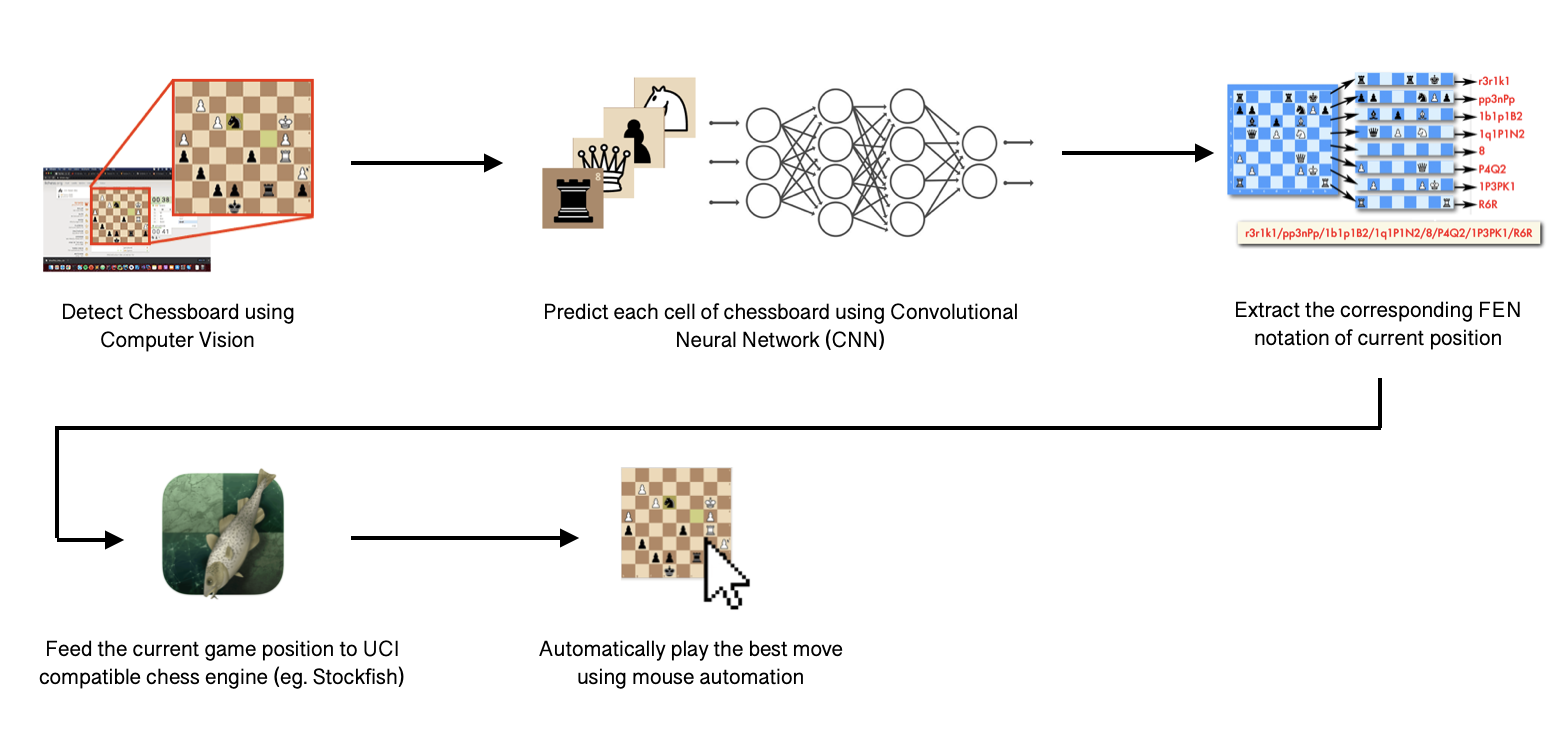 r3r1k1
pp3nPp
1b1p1B2
1q1P1N2
8
P4Q2
1P3PK1
R6R
r3r1k1/pp3nPp/1b1p1B2/1q1P1N2/8/P4Q2/1P3PK1/R6R
8
00 38
00 41
Detect Chessboard using
Computer Vision
Predict each cell of chessboard using Convolutional
Neural Network (CNN)
Extract the corresponding FEN
notation of current position
Feed the current game position to UCI
compatible chess engine (eg. Stockfish)
Automatically play the best move
using mouse automation